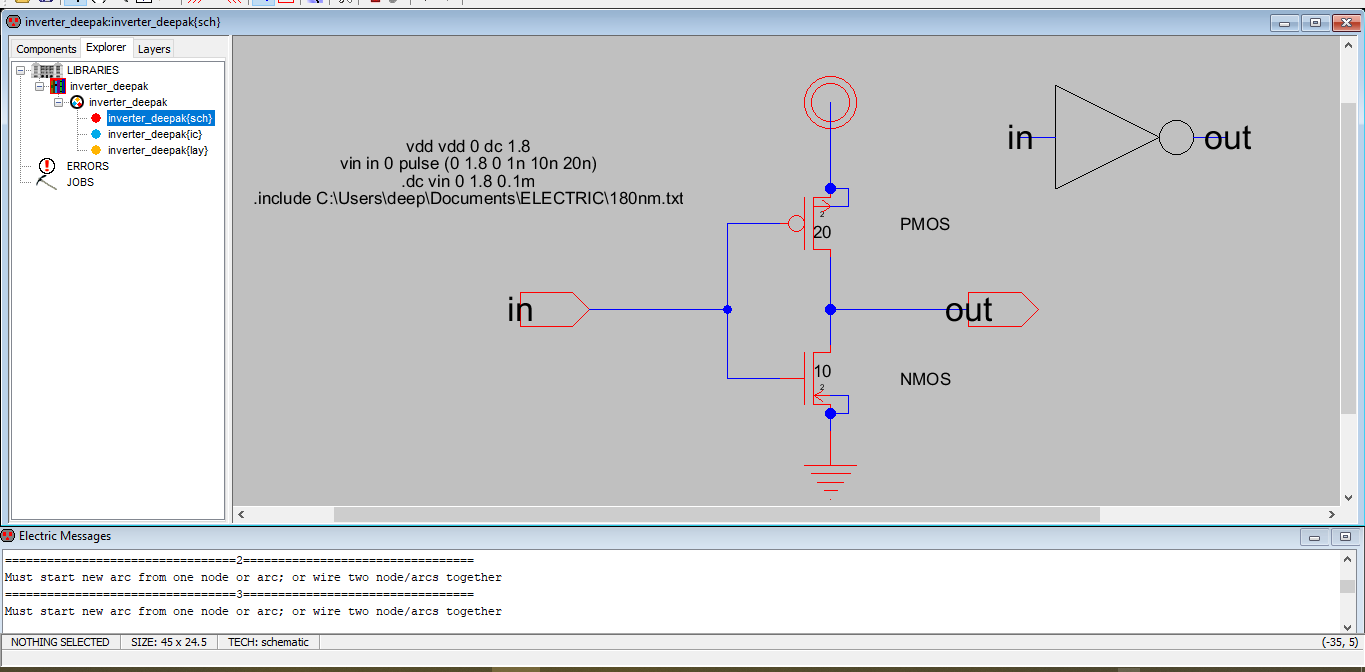 inverter_deepak:inverter_deepak{sch}
Components Explorer Layers
LIBRARIES
inverter_deepak
inverter_deepak
inverter_deepak{sch}
inverter_deepak{ic}
inverter_deepak{lay}
ERRORS
JOBS
vdd vdd 0 dc 1.8
vin in 0 pulse (0 1.8 0 1n 10n 20n)
.dc vin 0 1.8 0.1m
.include C:\Users\deep\Documents\ELECTRIC\180nm.txt
in out
2
20
PMOS
in
out
10
2
NMOS
Electric Messages
=================================2=================================
Must start new arc from one node or arc; or wire two node/arcs together
=================================3=================================
Must start new arc from one node or arc; or wire two node/arcs together
NOTHING SELECTED SIZE: 45 x 24.5 TECH: schematic (-35, 5)